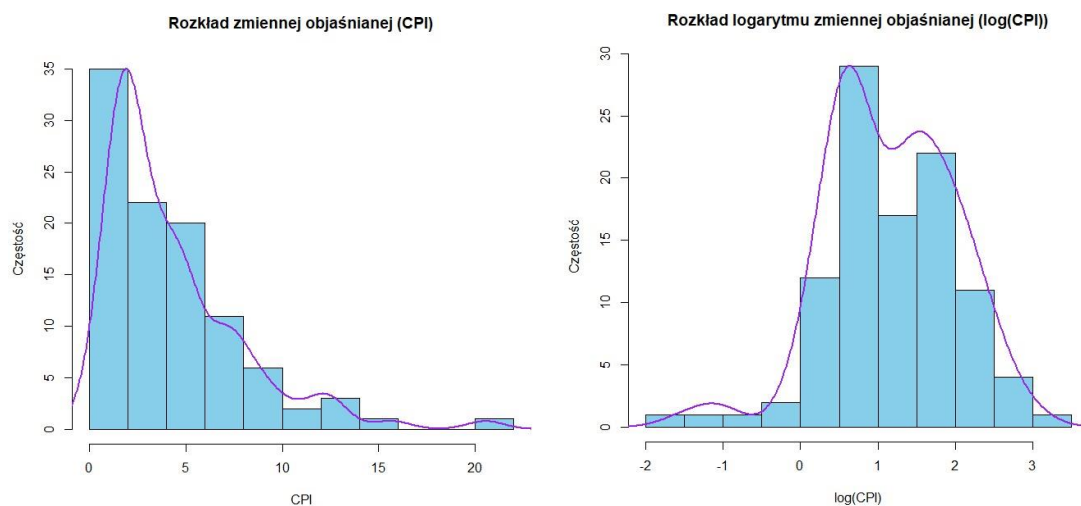 Rozkład zmiennej objaśnianej (CPI)
35
30
25
20
15
10
5
0
Częstość
0 5 10 15 20
CPI
Rozkład logarytmu zmiennej objaśnianej (log(CPI))
30
25
20
15
10
5
0
Częstość
-2 -1 0 1 2 3
log(CPI)